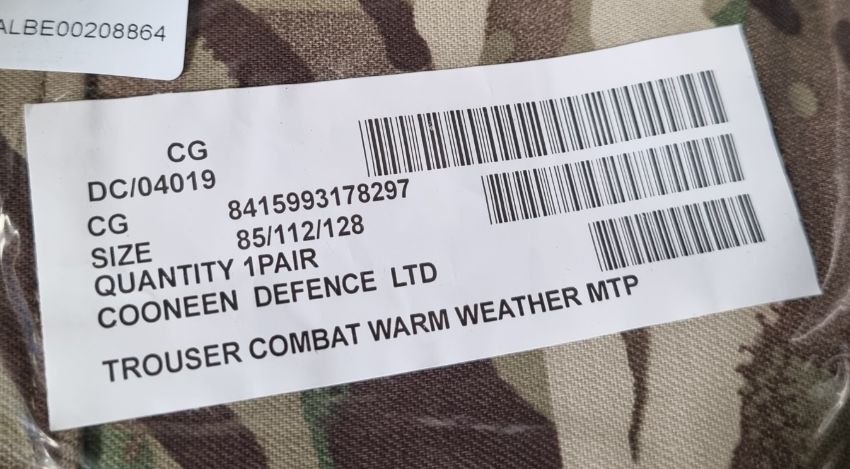 ALBE00208864
CG
DC/04019
CG 8415993178297
SIZE 85/112/128
QUANTITY 1PAIR
COONEEN DEFENCE LTD
TROUSER COMBAT WARM WEATHER MTP